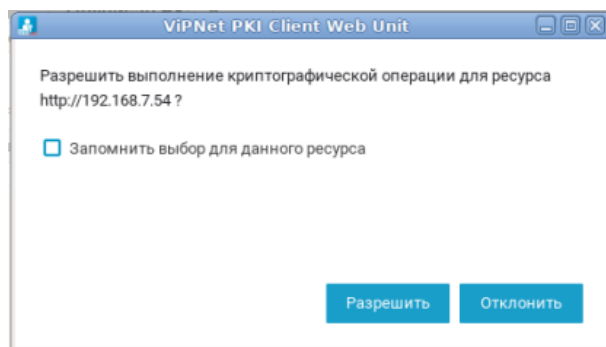 ViPNet PKI Client Web Unit
Разрешить выполнение криптографической операции для ресурса
http://192.168.7.54 ?
Запомнить выбор для данного ресурса
Разрешить Отклонить